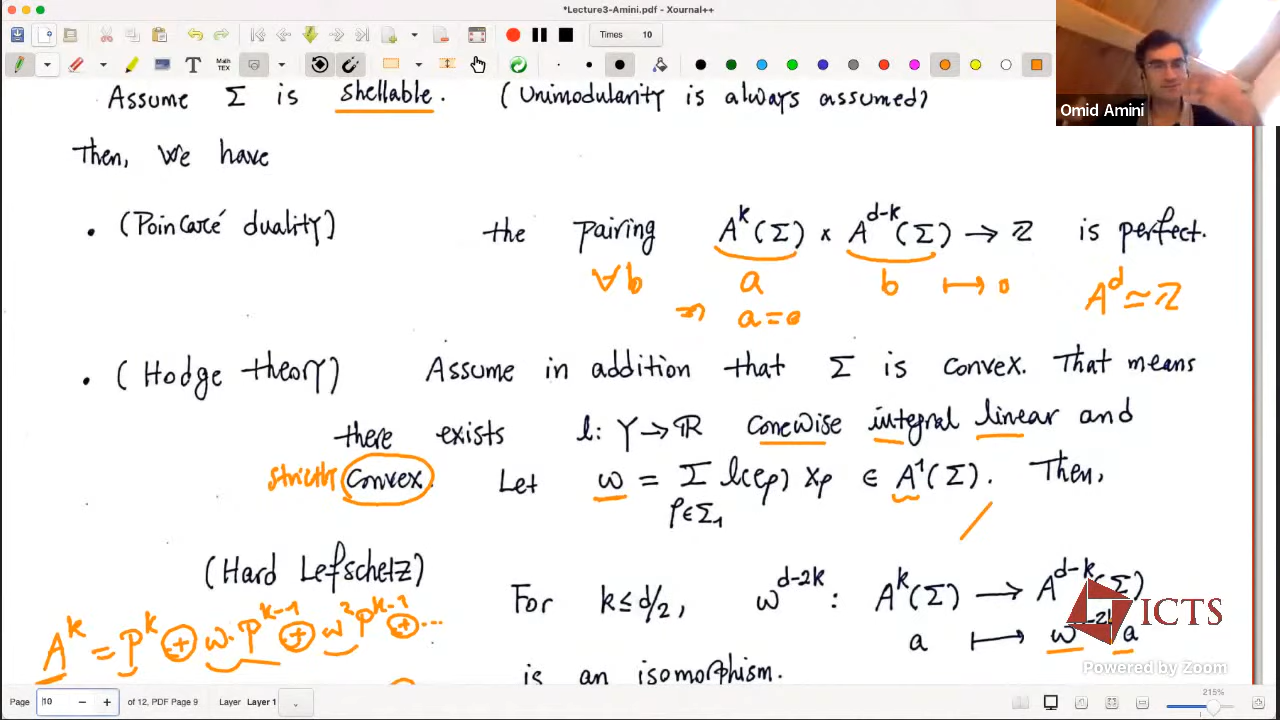 *Lecture3-Amini.pdf - Xournal++
Times 10
Math TEX
Omid Amini
Assume Σ is shellable. (Unimodularity is always assumed)
Then, We have
• (Poincaré duality) the pairing A^k(Σ) × A^{d-k}(Σ) → ℤ is perfect.
∀b a b ↦ 0 A^d ≃ ℤ
⇒ a=0
• (Hodge theory) Assume in addition that Σ is convex. That means
there exists l: Y → ℝ conewise integral linear and
strictly convex. Let ω = Σ l(e_ρ) x_ρ ∈ A^1(Σ). Then,
ρ∈Σ_1
(Hard Lefschetz) For k ≤ d/2, ω^{d-2k}: A^k(Σ) → A^{d-k}(Σ)
a ↦ ω^{-2k} a
A^k = P^k ⊕ ω. P^{k-1} ⊕ ω^2 P^{k-1} ⊕ ...
is an isomorphism.
ICTS
Powered by Zoom
Page 10 of 12, PDF Page 9 Layer Layer 1 215%